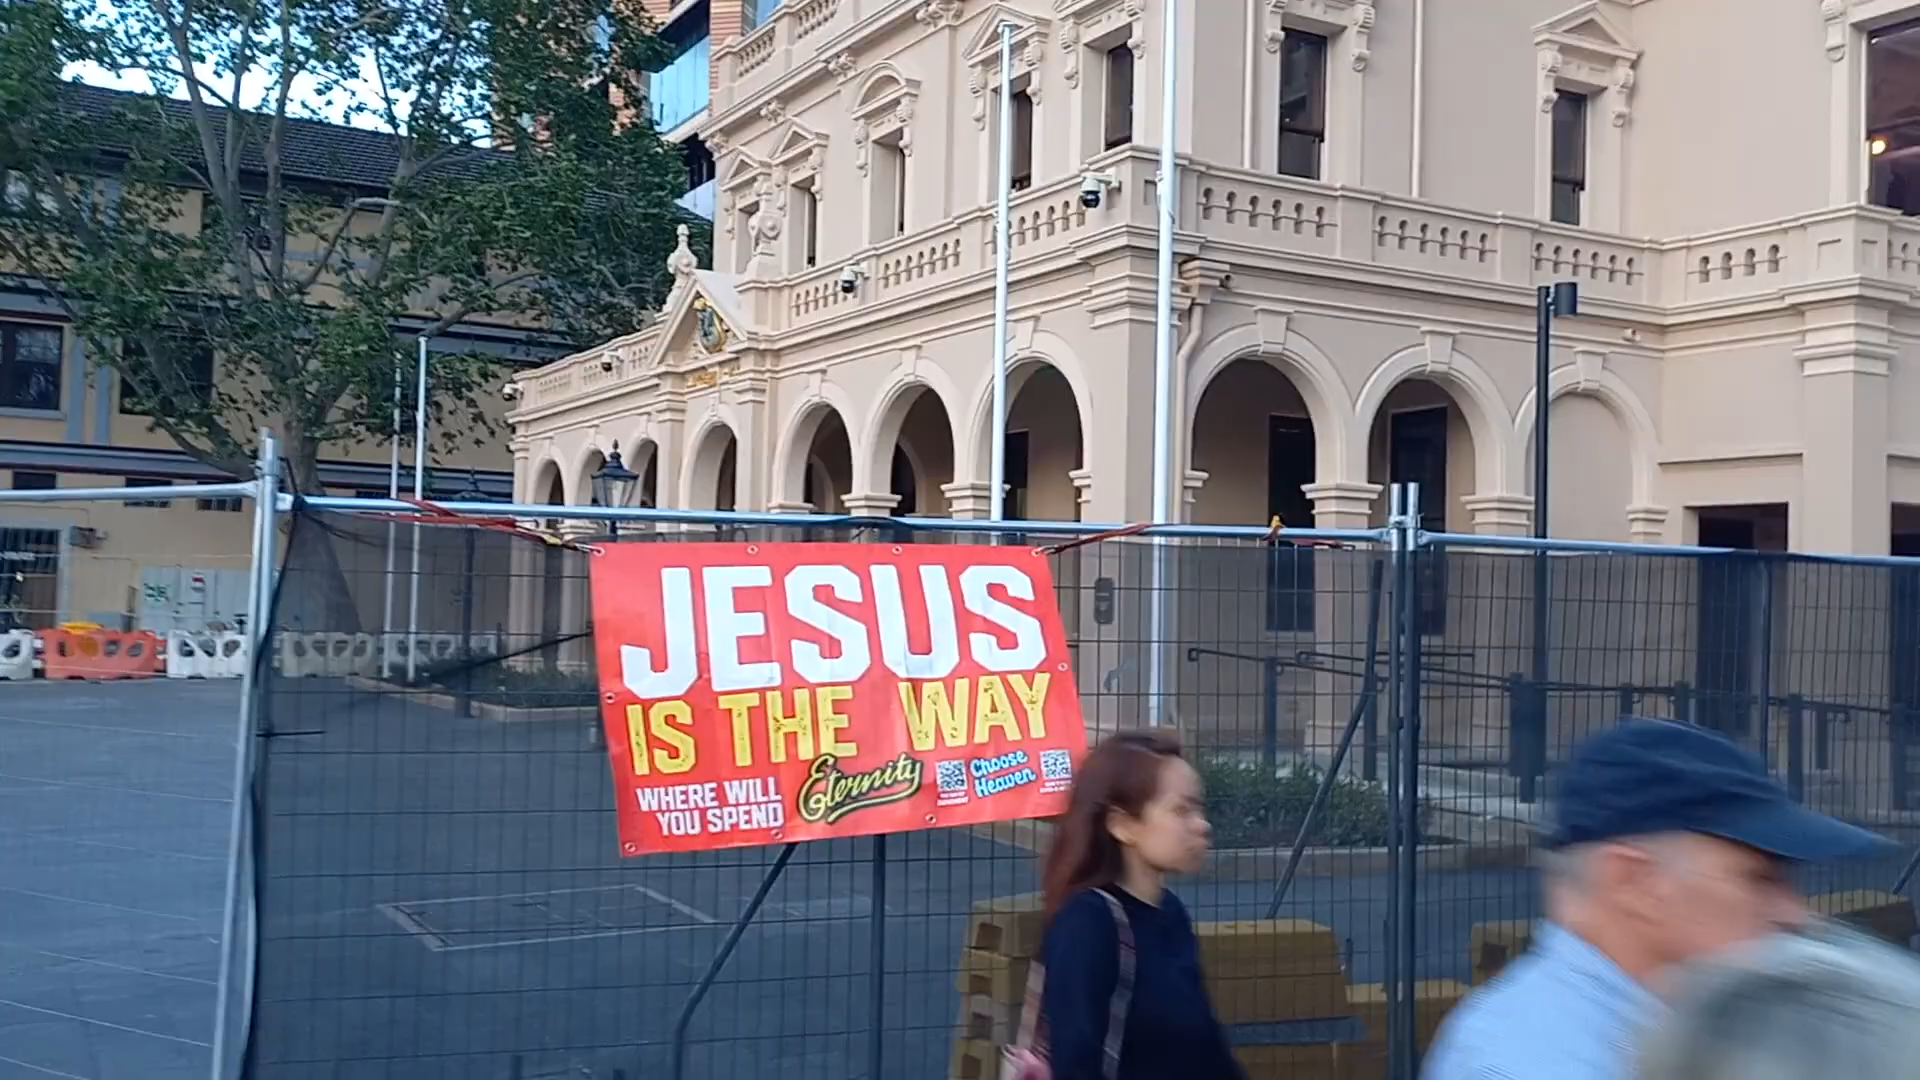 JESUS
IS THE WAY
WHERE WILL
YOU SPEND
Eternity
Choose
Heaven